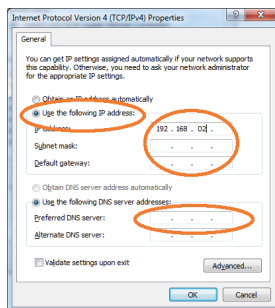 Internet Protocol Version 4 (TCP/IPv4) Properties
General
You can get IP settings assigned automatically if your network supports
this capability. Otherwise, you need to ask your network administrator
for the appropriate IP settings.
Obtain an IP address automatically
Use the following IP address:
IP address: 192 . 168 . D2 .
Subnet mask: . . .
Default gateway: . . .
Obtain DNS server address automatically
Use the following DNS server addresses:
Preferred DNS server: . . .
Alternate DNS server: . . .
Validate settings upon exit
Advanced...
OK Cancel